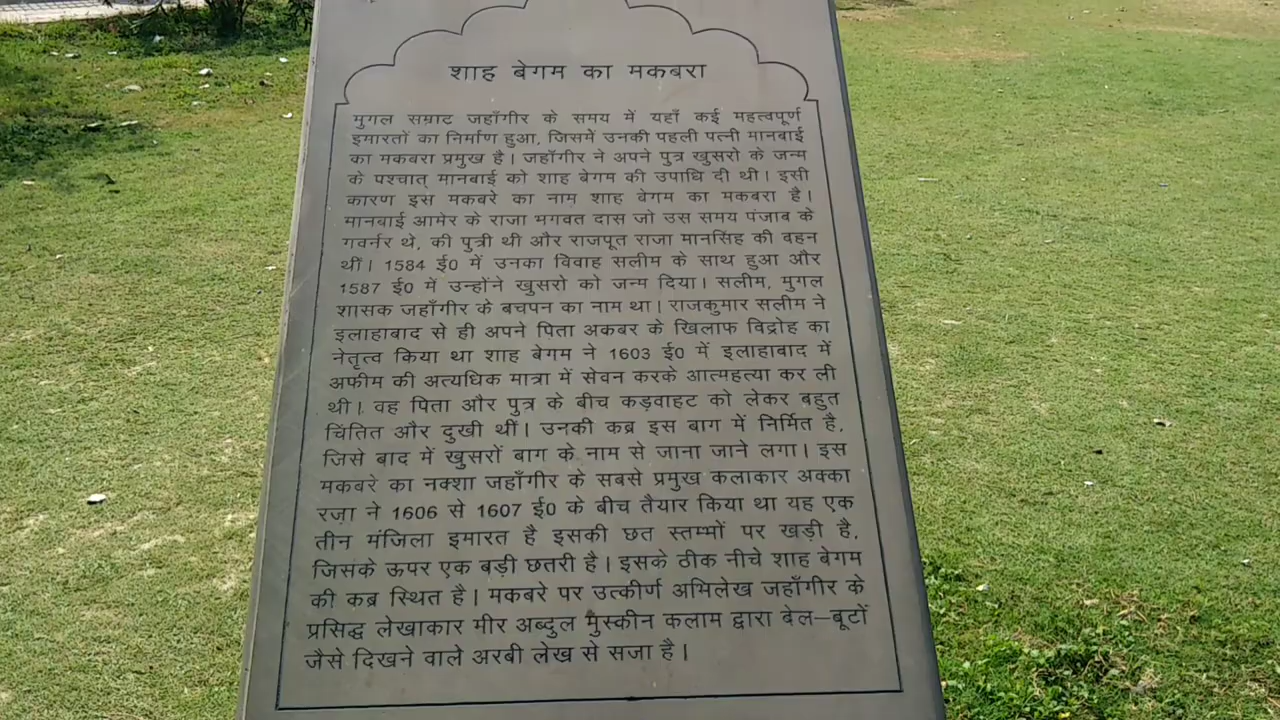 शाह बेगम का मकबरा
मुगल सम्राट जहाँगीर के समय में यहाँ कई महत्वपूर्ण
इमारतों का निर्माण हुआ, जिसमें उनकी पहली पत्नी मानबाई
का मकबरा प्रमुख है। जहाँगीर ने अपने पुत्र खुसरो के जन्म
के पश्चात् मानबाई को शाह बेगम की उपाधि दी थी। इसी
कारण इस मकबरे का नाम शाह बेगम का मकबरा है।
मानबाई आमेर के राजा भगवत दास जो उस समय पंजाब के
गवर्नर थे, की पुत्री थी और राजपूत राजा मानसिंह की बहन
थीं। 1584 ई0 में उनका विवाह सलीम के साथ हुआ और
1587 ई0 में उन्होंने खुसरो को जन्म दिया। सलीम, मुगल
शासक जहाँगीर के बचपन का नाम था। राजकुमार सलीम ने
इलाहाबाद से ही अपने पिता अकबर के खिलाफ विद्रोह का
नेतृत्व किया था शाह बेगम ने 1603 ई0 में इलाहाबाद में
अफीम की अत्यधिक मात्रा में सेवन करके आत्महत्या कर ली
थी। वह पिता और पुत्र के बीच कड़वाहट को लेकर बहुत
चिंतित और दुखी थीं। उनकी कब्र इस बाग में निर्मित है,
जिसे बाद में खुसरों बाग के नाम से जाना जाने लगा। इस
मकबरे का नक्शा जहाँगीर के सबसे प्रमुख कलाकार अक्का
रज़ा ने 1606 से 1607 ई0 के बीच तैयार किया था यह एक
तीन मंजिला इमारत है इसकी छत स्तम्भों पर खड़ी है,
जिसके ऊपर एक बड़ी छतरी है। इसके ठीक नीचे शाह बेगम
की कब्र स्थित है। मकबरे पर उत्कीर्ण अभिलेख जहाँगीर के
प्रसिद्ध लेखाकार मीर अब्दुल मुस्कीन कलाम द्वारा बेल–बूटों
जैसे दिखने वाले अरबी लेख से सजा है।